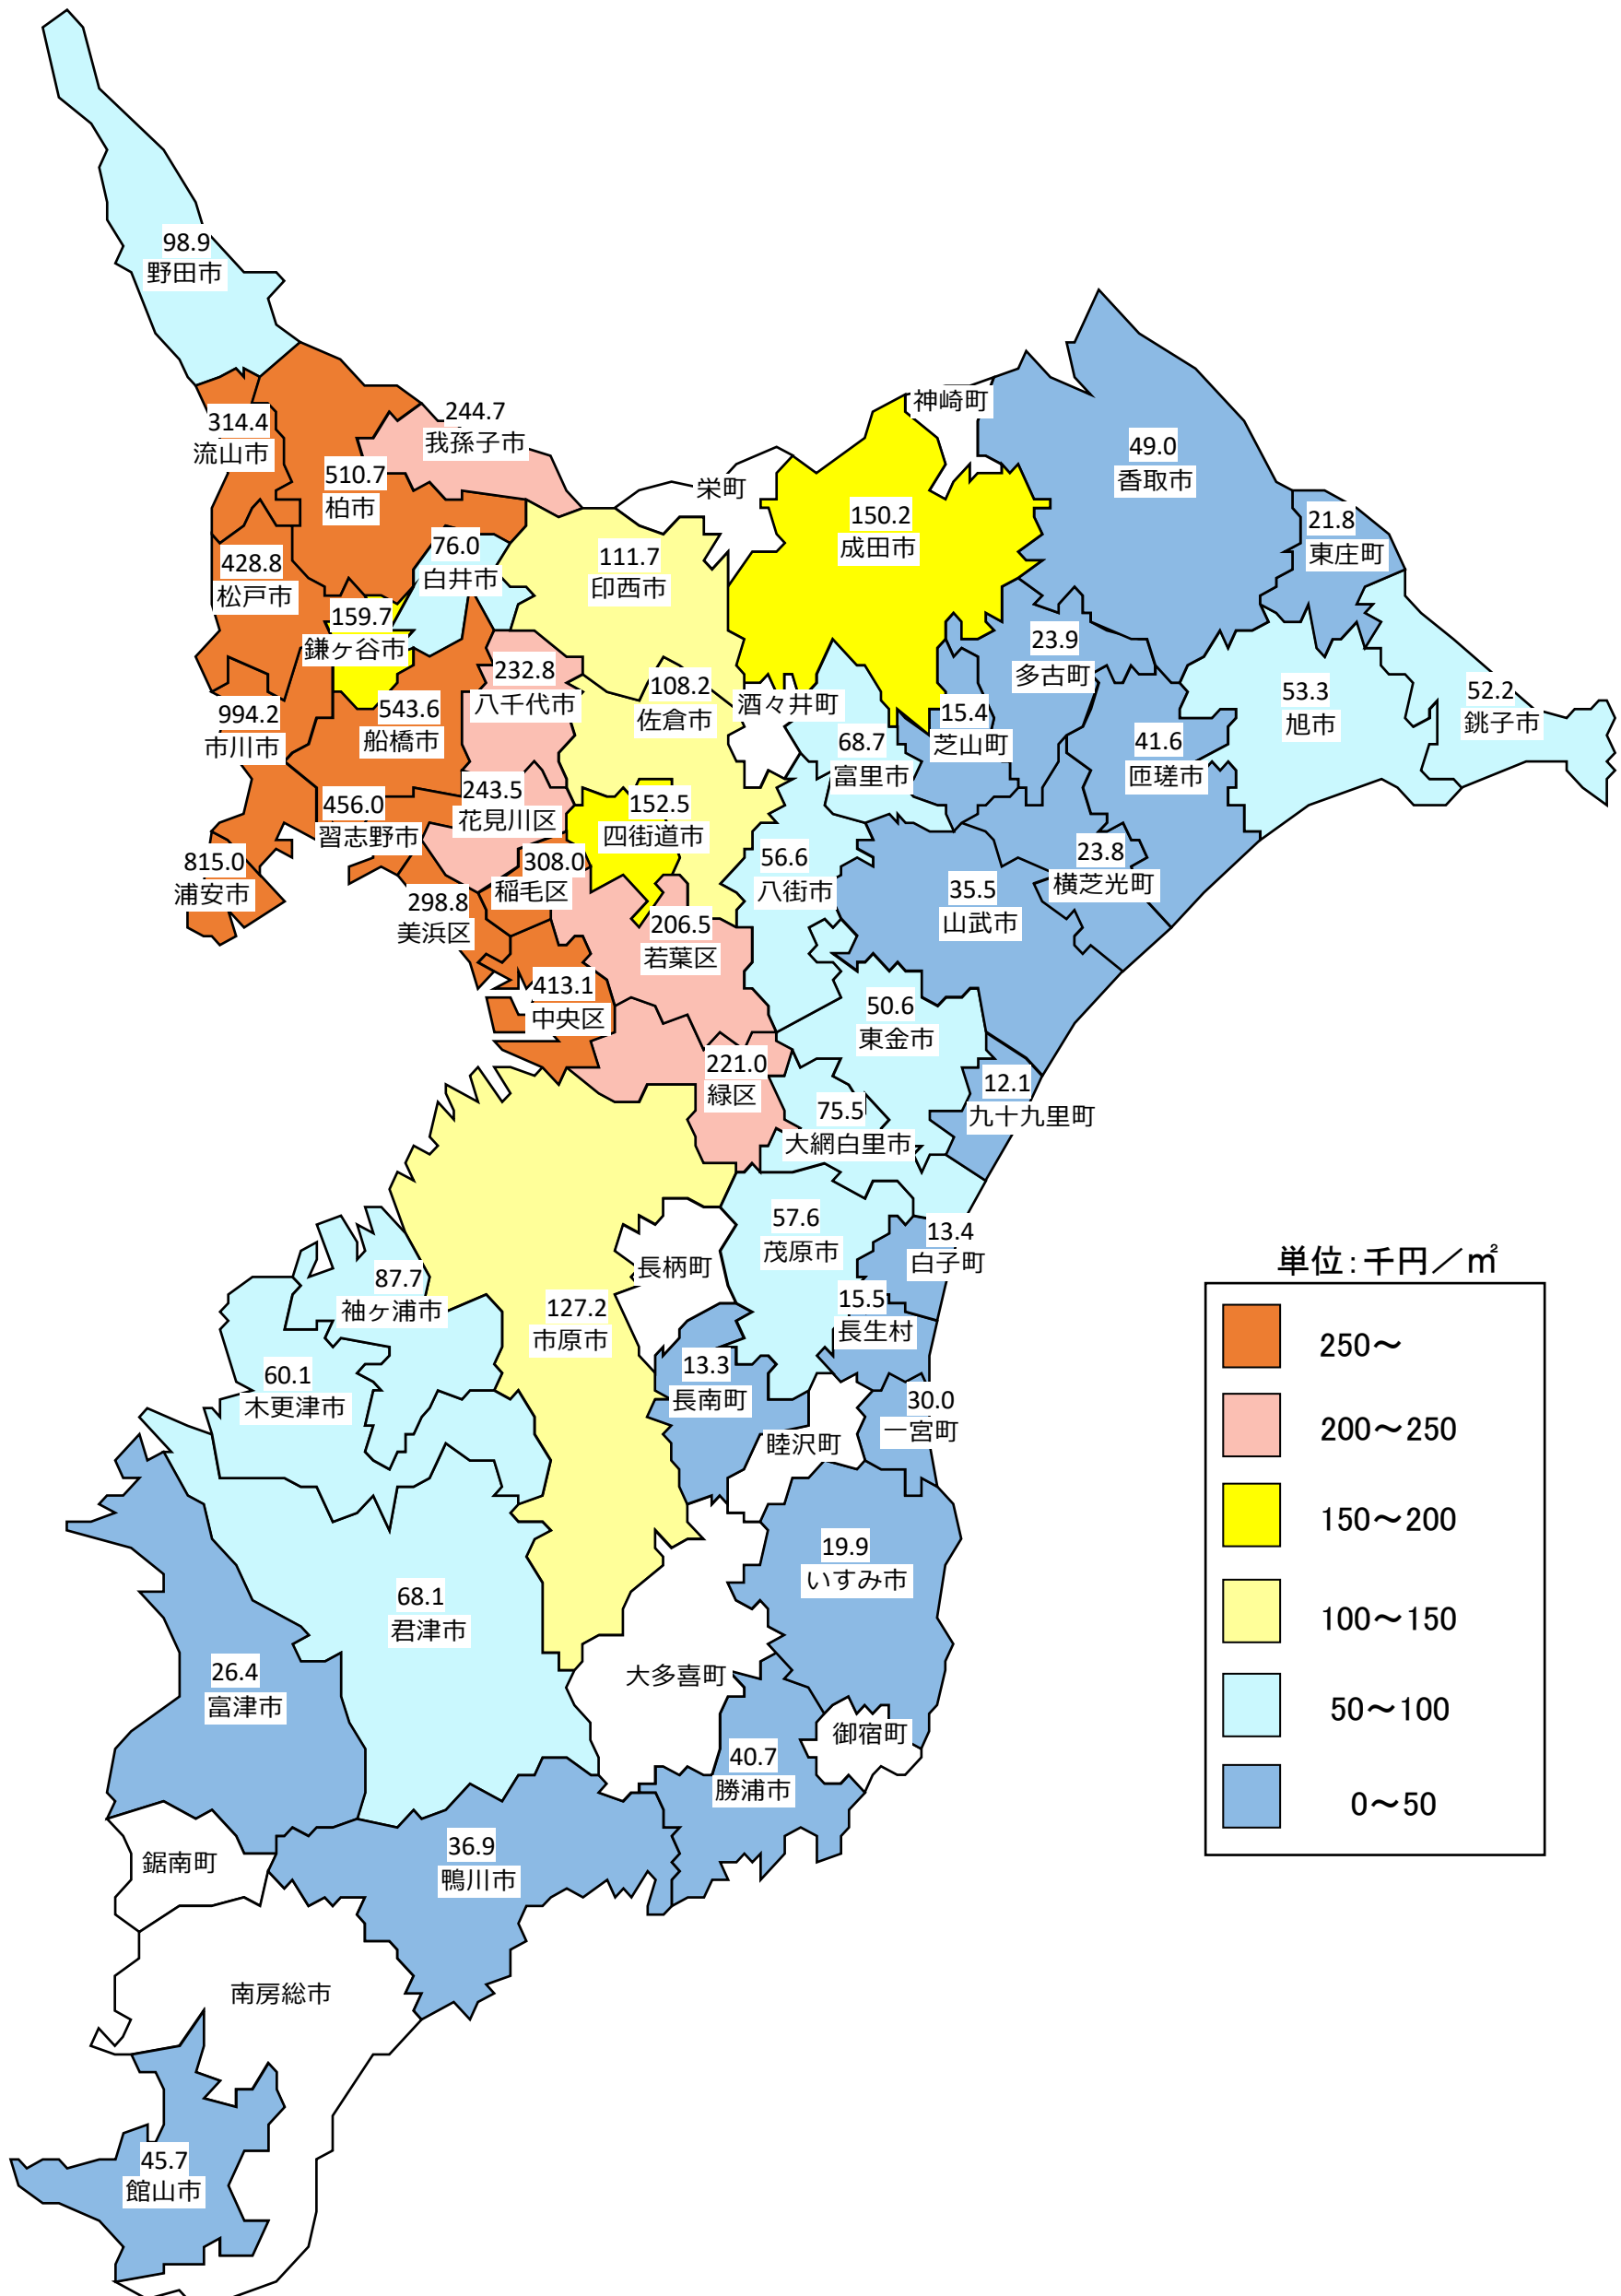 98.9
野田市
314.4
流山市
244.7
我孫子市
510.7
柏市
神崎町
49.0
香取市
栄町
150.2
成田市
21.8
東庄町
428.8
松戸市
76.0
白井市
111.7
印西市
159.7
鎌ヶ谷市
23.9
多古町
232.8
八千代市
108.2
佐倉市
酒々井町
53.3
旭市
52.2
銚子市
994.2
市川市
543.6
船橋市
68.7
富里市
15.4
芝山町
41.6
匝瑳市
456.0
習志野市
243.5
花見川区
152.5
四街道市
815.0
浦安市
308.0
稲毛区
56.6
八街市
23.8
横芝光町
298.8
美浜区
206.5
若葉区
35.5
山武市
413.1
中央区
50.6
東金市
221.0
緑区
12.1
九十九里町
75.5
大網白里市
57.6
茂原市
13.4
白子町
87.7
袖ヶ浦市
長柄町
127.2
市原市
15.5
長生村
60.1
木更津市
13.3
長南町
30.0
一宮町
睦沢町
68.1
君津市
19.9
いすみ市
26.4
富津市
大多喜町
御宿町
40.7
勝浦市
36.9
鴨川市
鋸南町
南房総市
45.7
館山市
単位:千円/㎡
250~
200~250
150~200
100~150
50~100
0~50